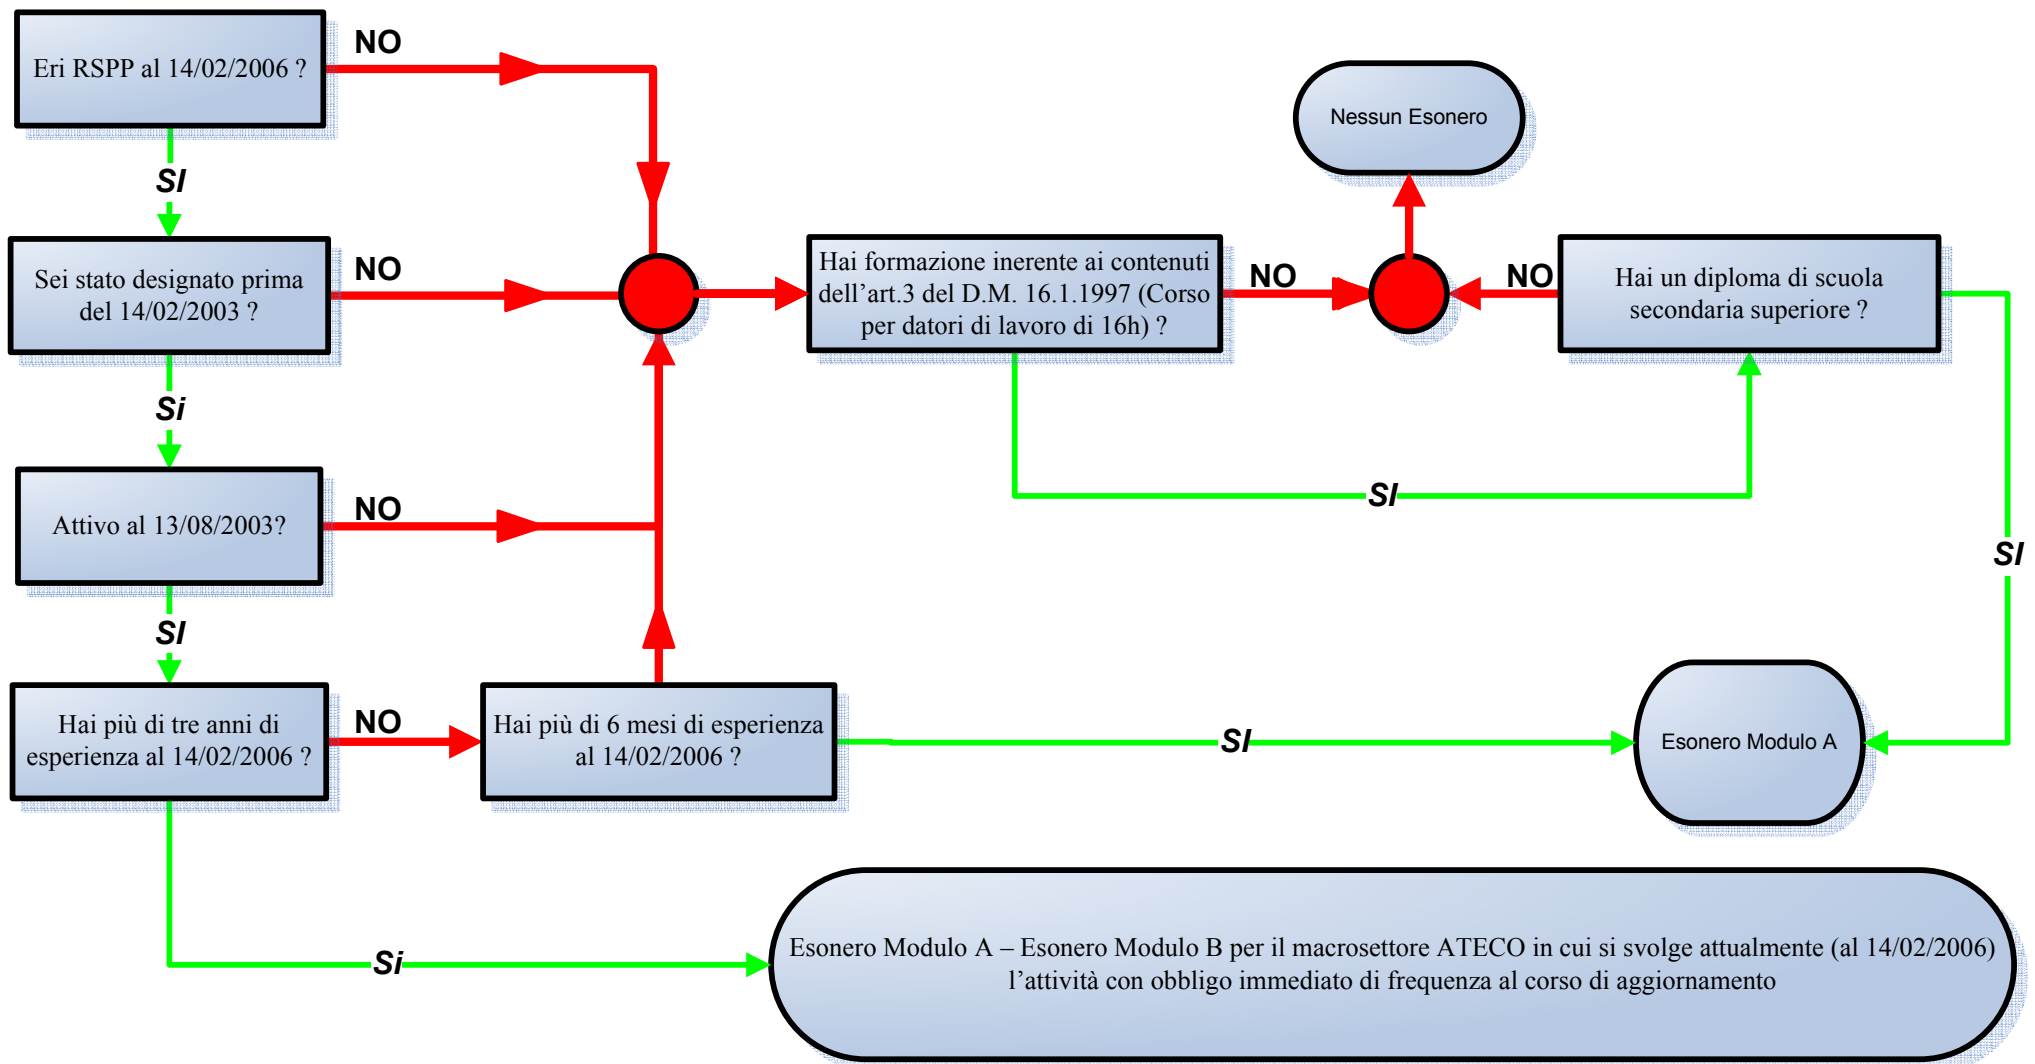 Eri RSPP al 14/02/2006 ?
NO
SI
Nessun Esonero
Sei stato designato prima
del 14/02/2003 ?
NO
Hai formazione inerente ai contenuti
dell’art.3 del D.M. 16.1.1997 (Corso
per datori di lavoro di 16h) ?
NO
NO
Hai un diploma di scuola
secondaria superiore ?
Si
SI
SI
Attivo al 13/08/2003?
NO
SI
Hai più di tre anni di
esperienza al 14/02/2006 ?
NO
Hai più di 6 mesi di esperienza
al 14/02/2006 ?
SI
Esonero Modulo A
Si
Esonero Modulo A – Esonero Modulo B per il macrosettore ATECO in cui si svolge attualmente (al 14/02/2006)
l’attività con obbligo immediato di frequenza al corso di aggiornamento